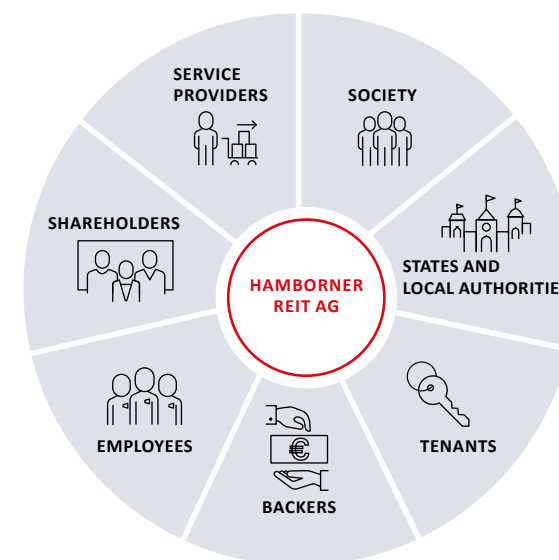 SERVICE
PROVIDERS
SOCIETY
SHAREHOLDERS
STATES AND
LOCAL AUTHORITIE
HAMBORNER
REIT AG
EMPLOYEES
TENANTS
€
BACKERS